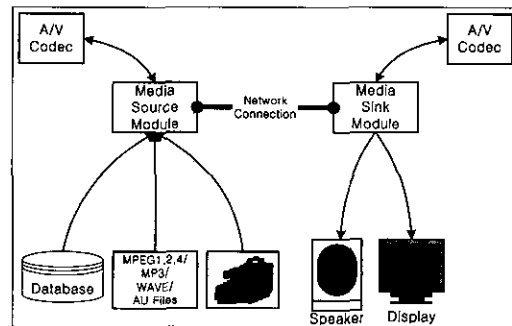 A/V
Codec
A/V
Codec
Media
Source
Module
Network
Connection
Media
Sink
Module
Database
MPEG1,2,4/
MP3/
WAVE/
AU Files
Speaker
Display